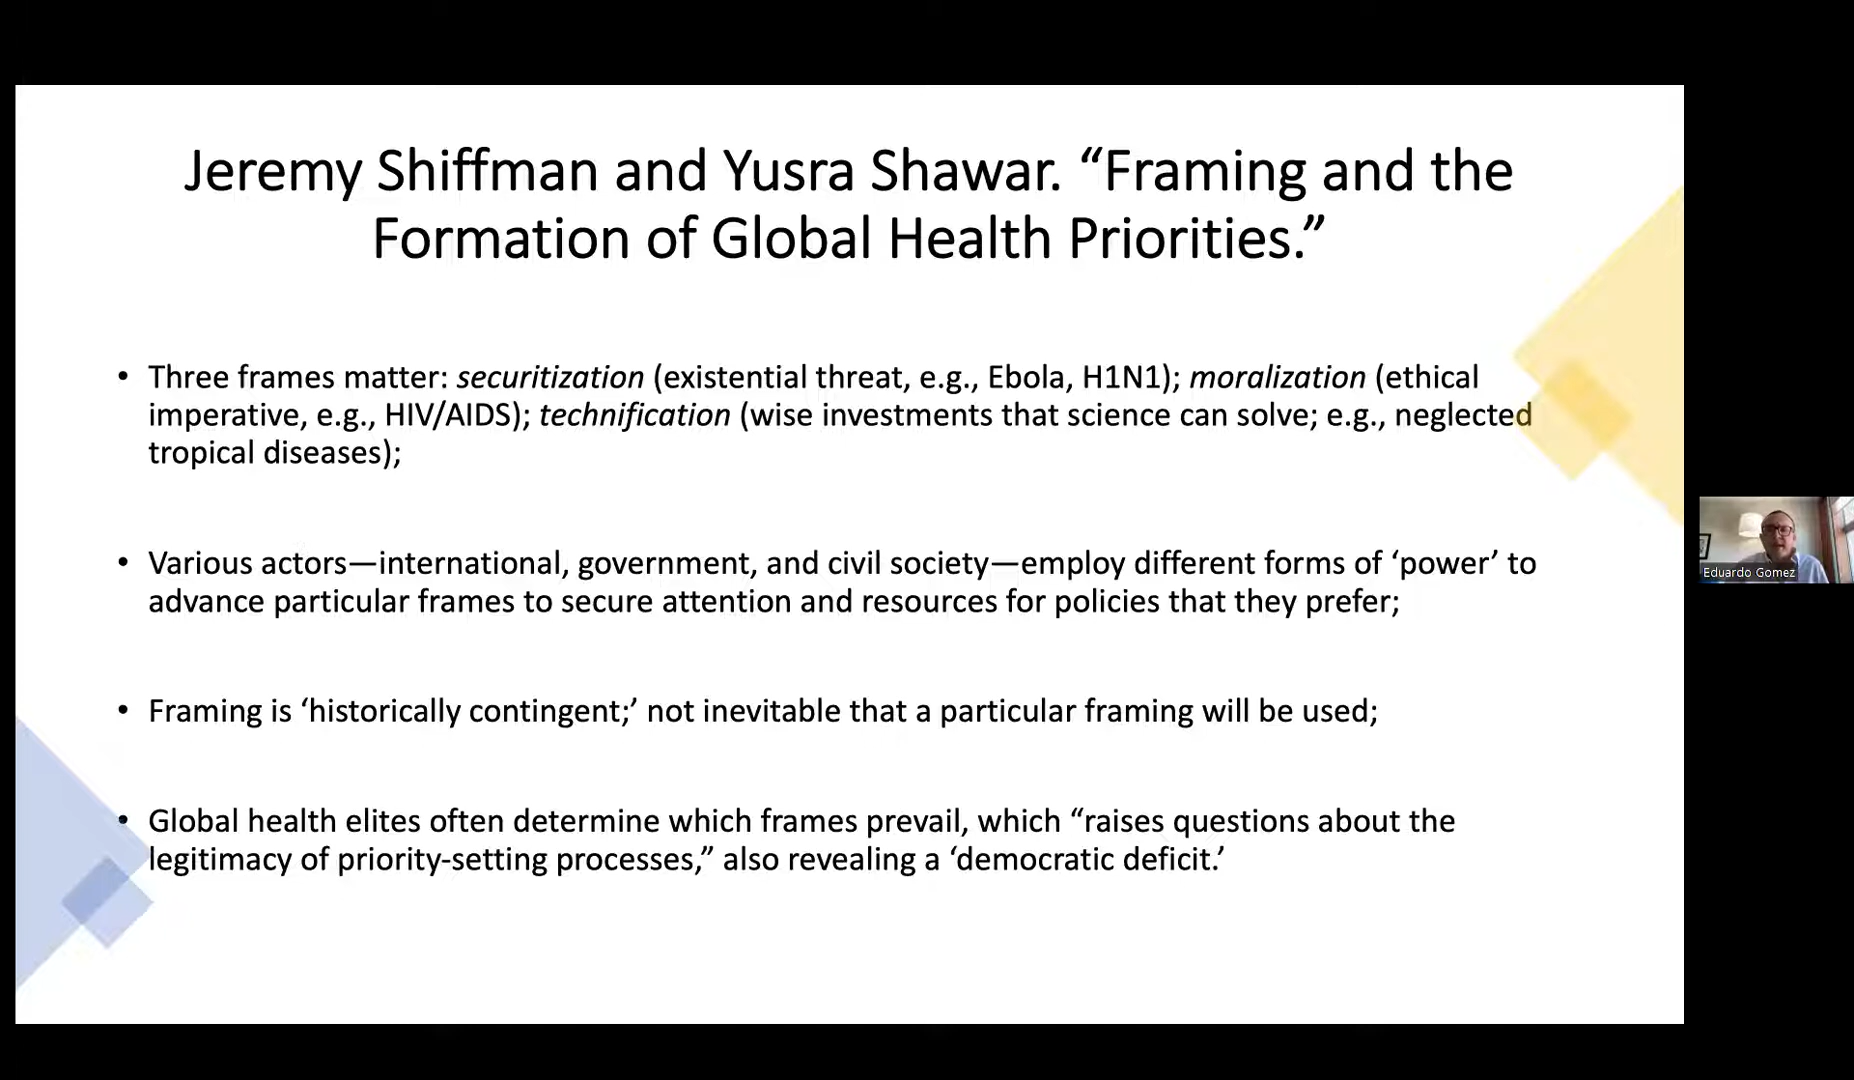 Jeremy Shiffman and Yusra Shawar. “Framing and the
Formation of Global Health Priorities.”
• Three frames matter: securitization (existential threat, e.g., Ebola, H1N1); moralization (ethical
imperative, e.g., HIV/AIDS); technification (wise investments that science can solve; e.g., neglected
tropical diseases);
• Various actors—international, government, and civil society—employ different forms of ‘power’ to
advance particular frames to secure attention and resources for policies that they prefer;
• Framing is ‘historically contingent;’ not inevitable that a particular framing will be used;
• Global health elites often determine which frames prevail, which “raises questions about the
legitimacy of priority-setting processes,” also revealing a ‘democratic deficit.’
Eduardo Gomez